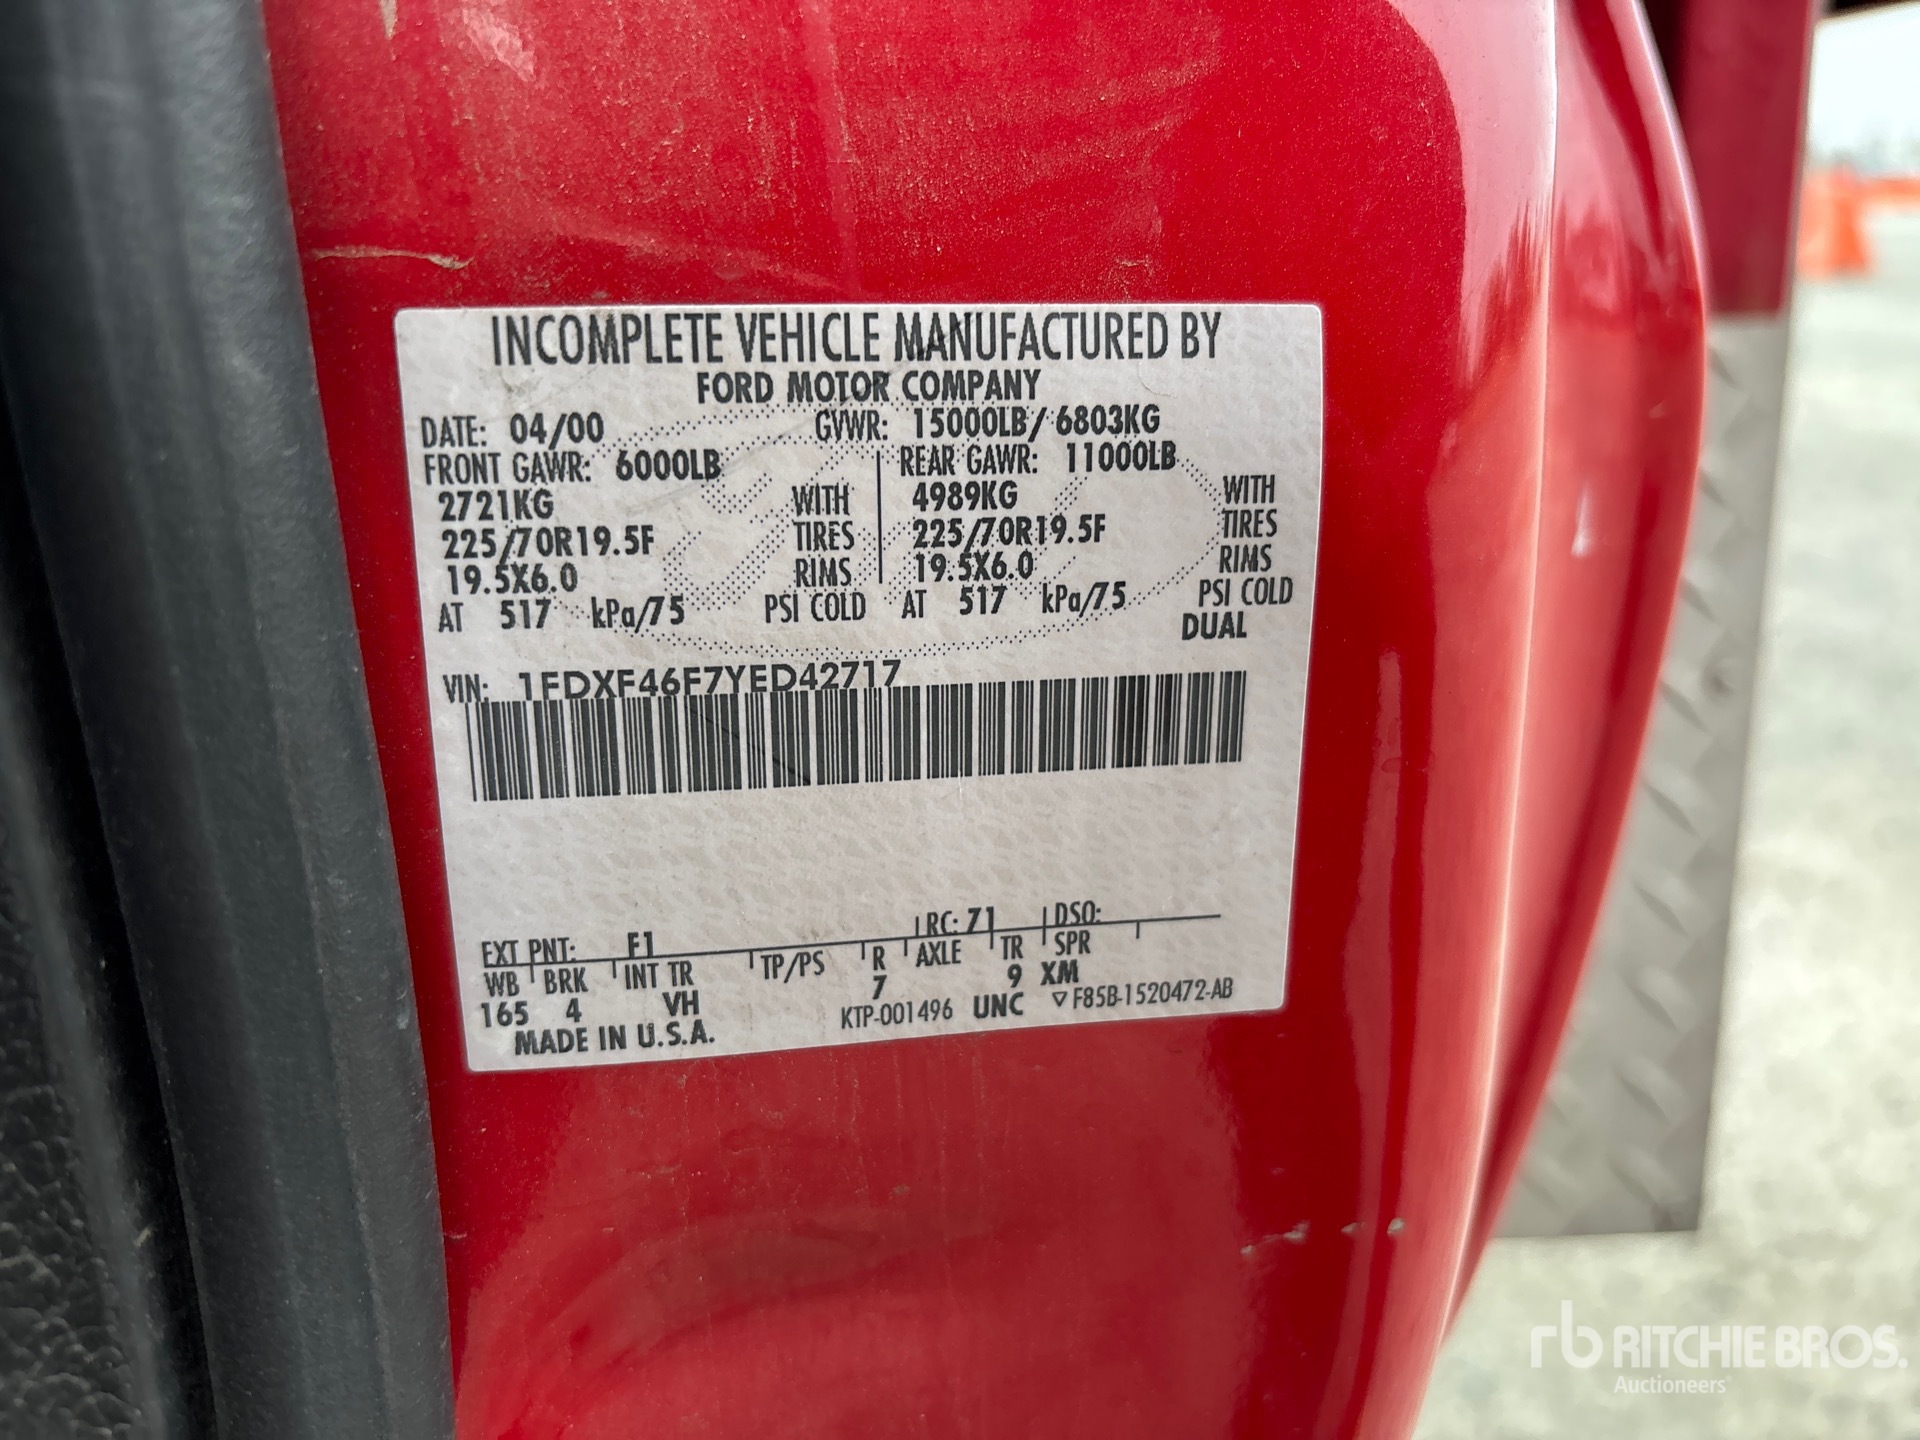 INCOMPLETE VEHICLE MANUFACTURED BY
FORD MOTOR COMPANY
DATE: 04/00 GVWR: 15000LB/ 6803KG
FRONT GAWR: 6000LB REAR GAWR: 11000LB
2721KG WITH 4989KG WITH
225/70R19.5F TIRES 225/70R19.5F TIRES
19.5X6.0 RIMS 19.5X6.0 RIMS
AT 517 kPa/75 PSI COLD AT 517 kPa/75 PSI COLD
DUAL
VIN: 1FDXF46F7YED42717
EXT PNT: F1 RC: 71 DSO:
WB BRK INT TR TP/PS R AXLE TR SPR
165 4 VH 7 9 XM
MADE IN U.S.A. KTP-001496 UNC ▽F85B-1520472-AB
rb RITCHIE BROS.
Auctioneers